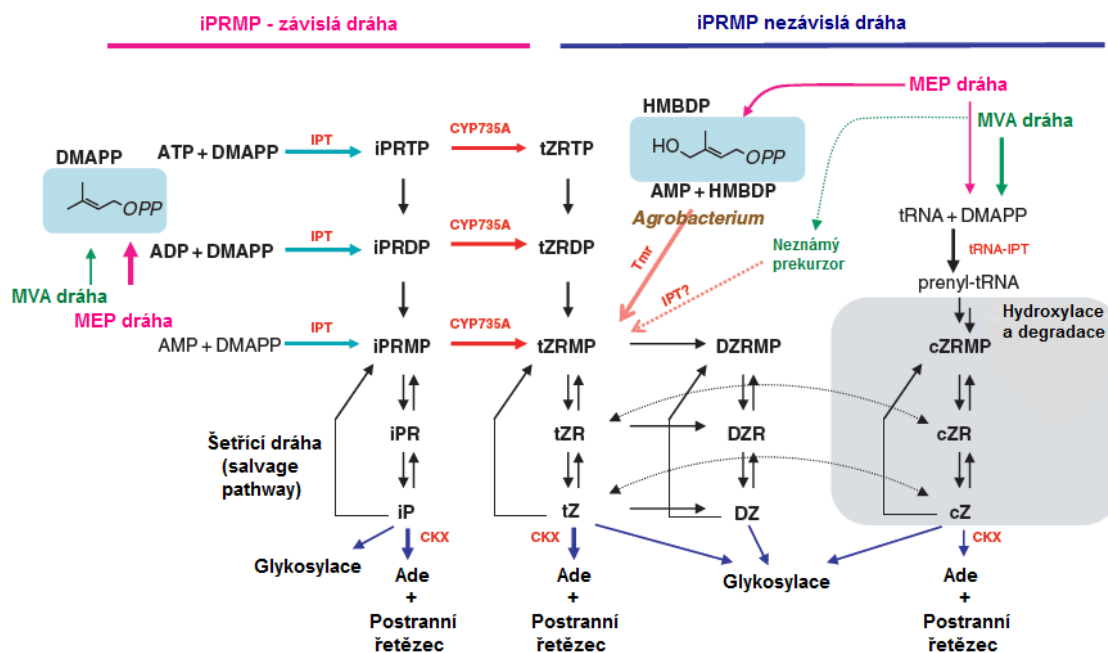 iPRMP - závislá dráha
iPRMP nezávislá dráha
MEP dráha
HMBDP
MVA dráha
HO
OPP
DMAPP
OPP
ATP + DMAPP
IPT
iPRTP
CYP735A
tZRTP
AMP + HMBDP
Agrobacterium
tRNA + DMAPP
ADP + DMAPP
IPT
iPRDP
CYP735A
tZRDP
Tmr
Neznámý
prekurzor
tRNA-IPT
prenyl-tRNA
MVA dráha
MEP dráha
IPT?
Hydroxylace
a degradace
AMP + DMAPP
IPT
iPRMP
CYP735A
tZRMP
DZRMP
cZRMP
Šetřící dráha
(salvage
pathway)
iPR
tZR
DZR
cZR
iP
tZ
DZ
cZ
CKX
CKX
CKX
Glykosylace
Glykosylace
Ade
+
Postranní
řetězec
Ade
+
Postranní
řetězec
Ade
+
Postranní
řetězec